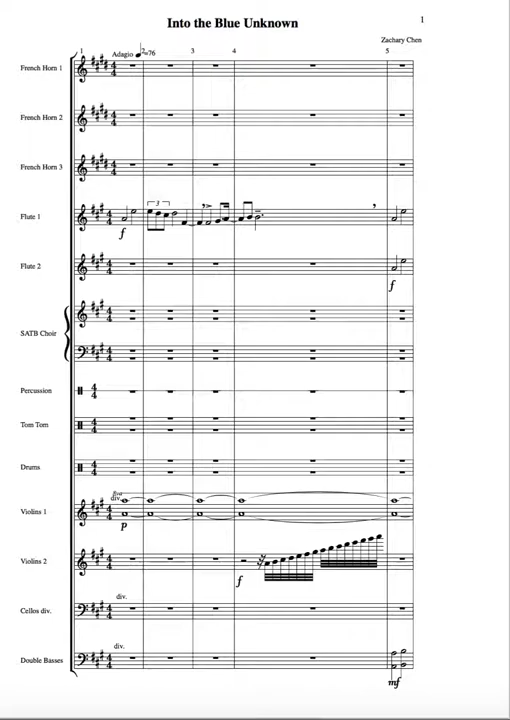 Into the Blue Unknown
1
Zachary Chen
Adagio ♩=76
1 2 3 4 5
French Horn 1
French Horn 2
French Horn 3
3
Flute 1
f
Flute 2
f
SATB Choir
Percussion
Tom Tom
Drums
div.
Violins 1
p
Violins 2
f
div.
Cellos div.
div.
Double Basses
mf